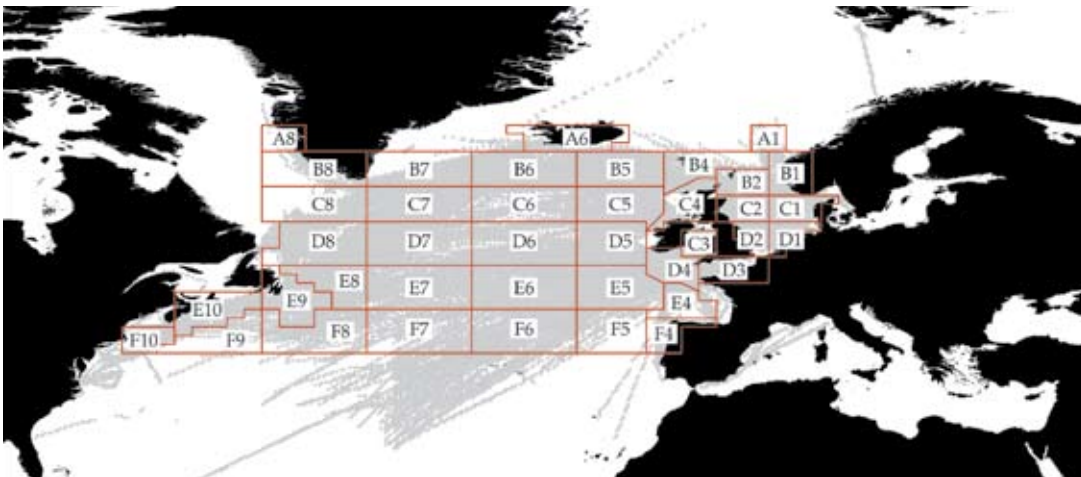 A8 A6 A1
B8 B7 B6 B5 B4 B2 B1
C8 C7 C6 C5 C4 C2 C1
D8 D7 D6 D5 C3 D2 D1
D4 D3
E10 E9 E8 E7 E6 E5 E4
F10 F9 F8 F7 F6 F5 F4